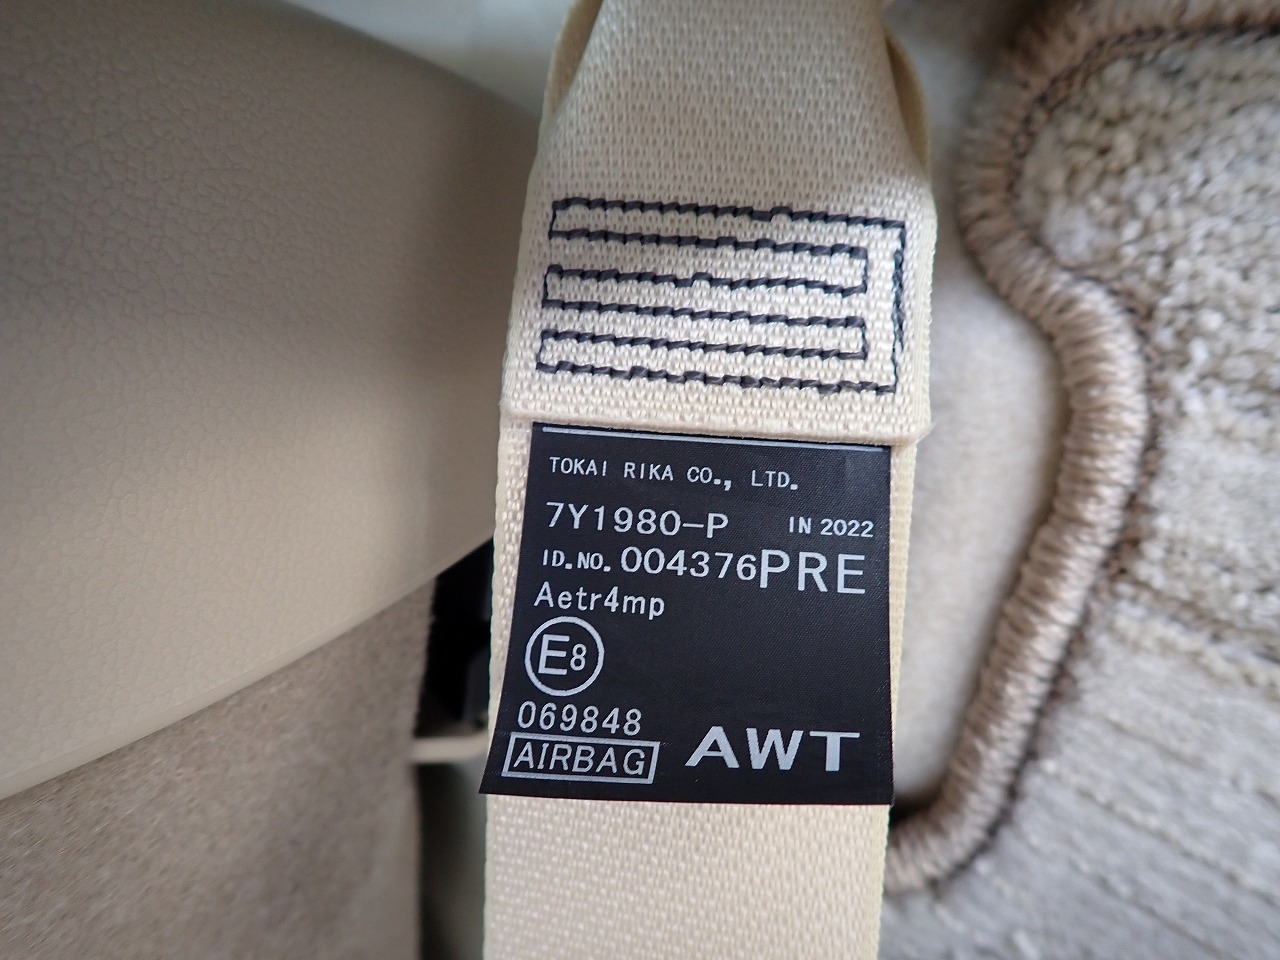 TOKAI RIKA CO., LTD.
7Y1980-P IN 2022
ID.NO. 004376PRE
Aetr4mp
E8
069848
AIRBAG AWT